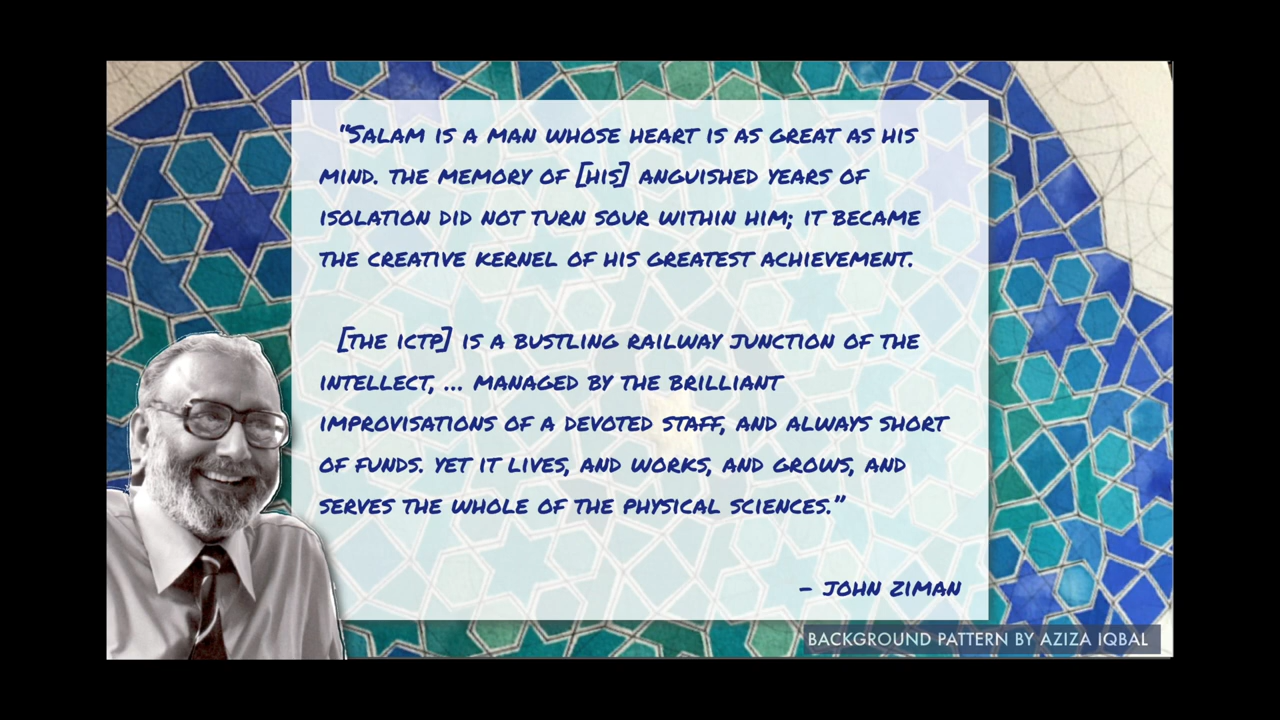 "SALAM IS A MAN WHOSE HEART IS AS GREAT AS HIS
MIND. THE MEMORY OF [HIS] ANGUISHED YEARS OF
ISOLATION DID NOT TURN SOUR WITHIN HIM; IT BECAME
THE CREATIVE KERNEL OF HIS GREATEST ACHIEVEMENT.
[THE ICTP] IS A BUSTLING RAILWAY JUNCTION OF THE
INTELLECT, ... MANAGED BY THE BRILLIANT
IMPROVISATIONS OF A DEVOTED STAFF, AND ALWAYS SHORT
OF FUNDS. YET IT LIVES, AND WORKS, AND GROWS, AND
SERVES THE WHOLE OF THE PHYSICAL SCIENCES."
– JOHN ZIMAN
BACKGROUND PATTERN BY AZIZA IQBAL